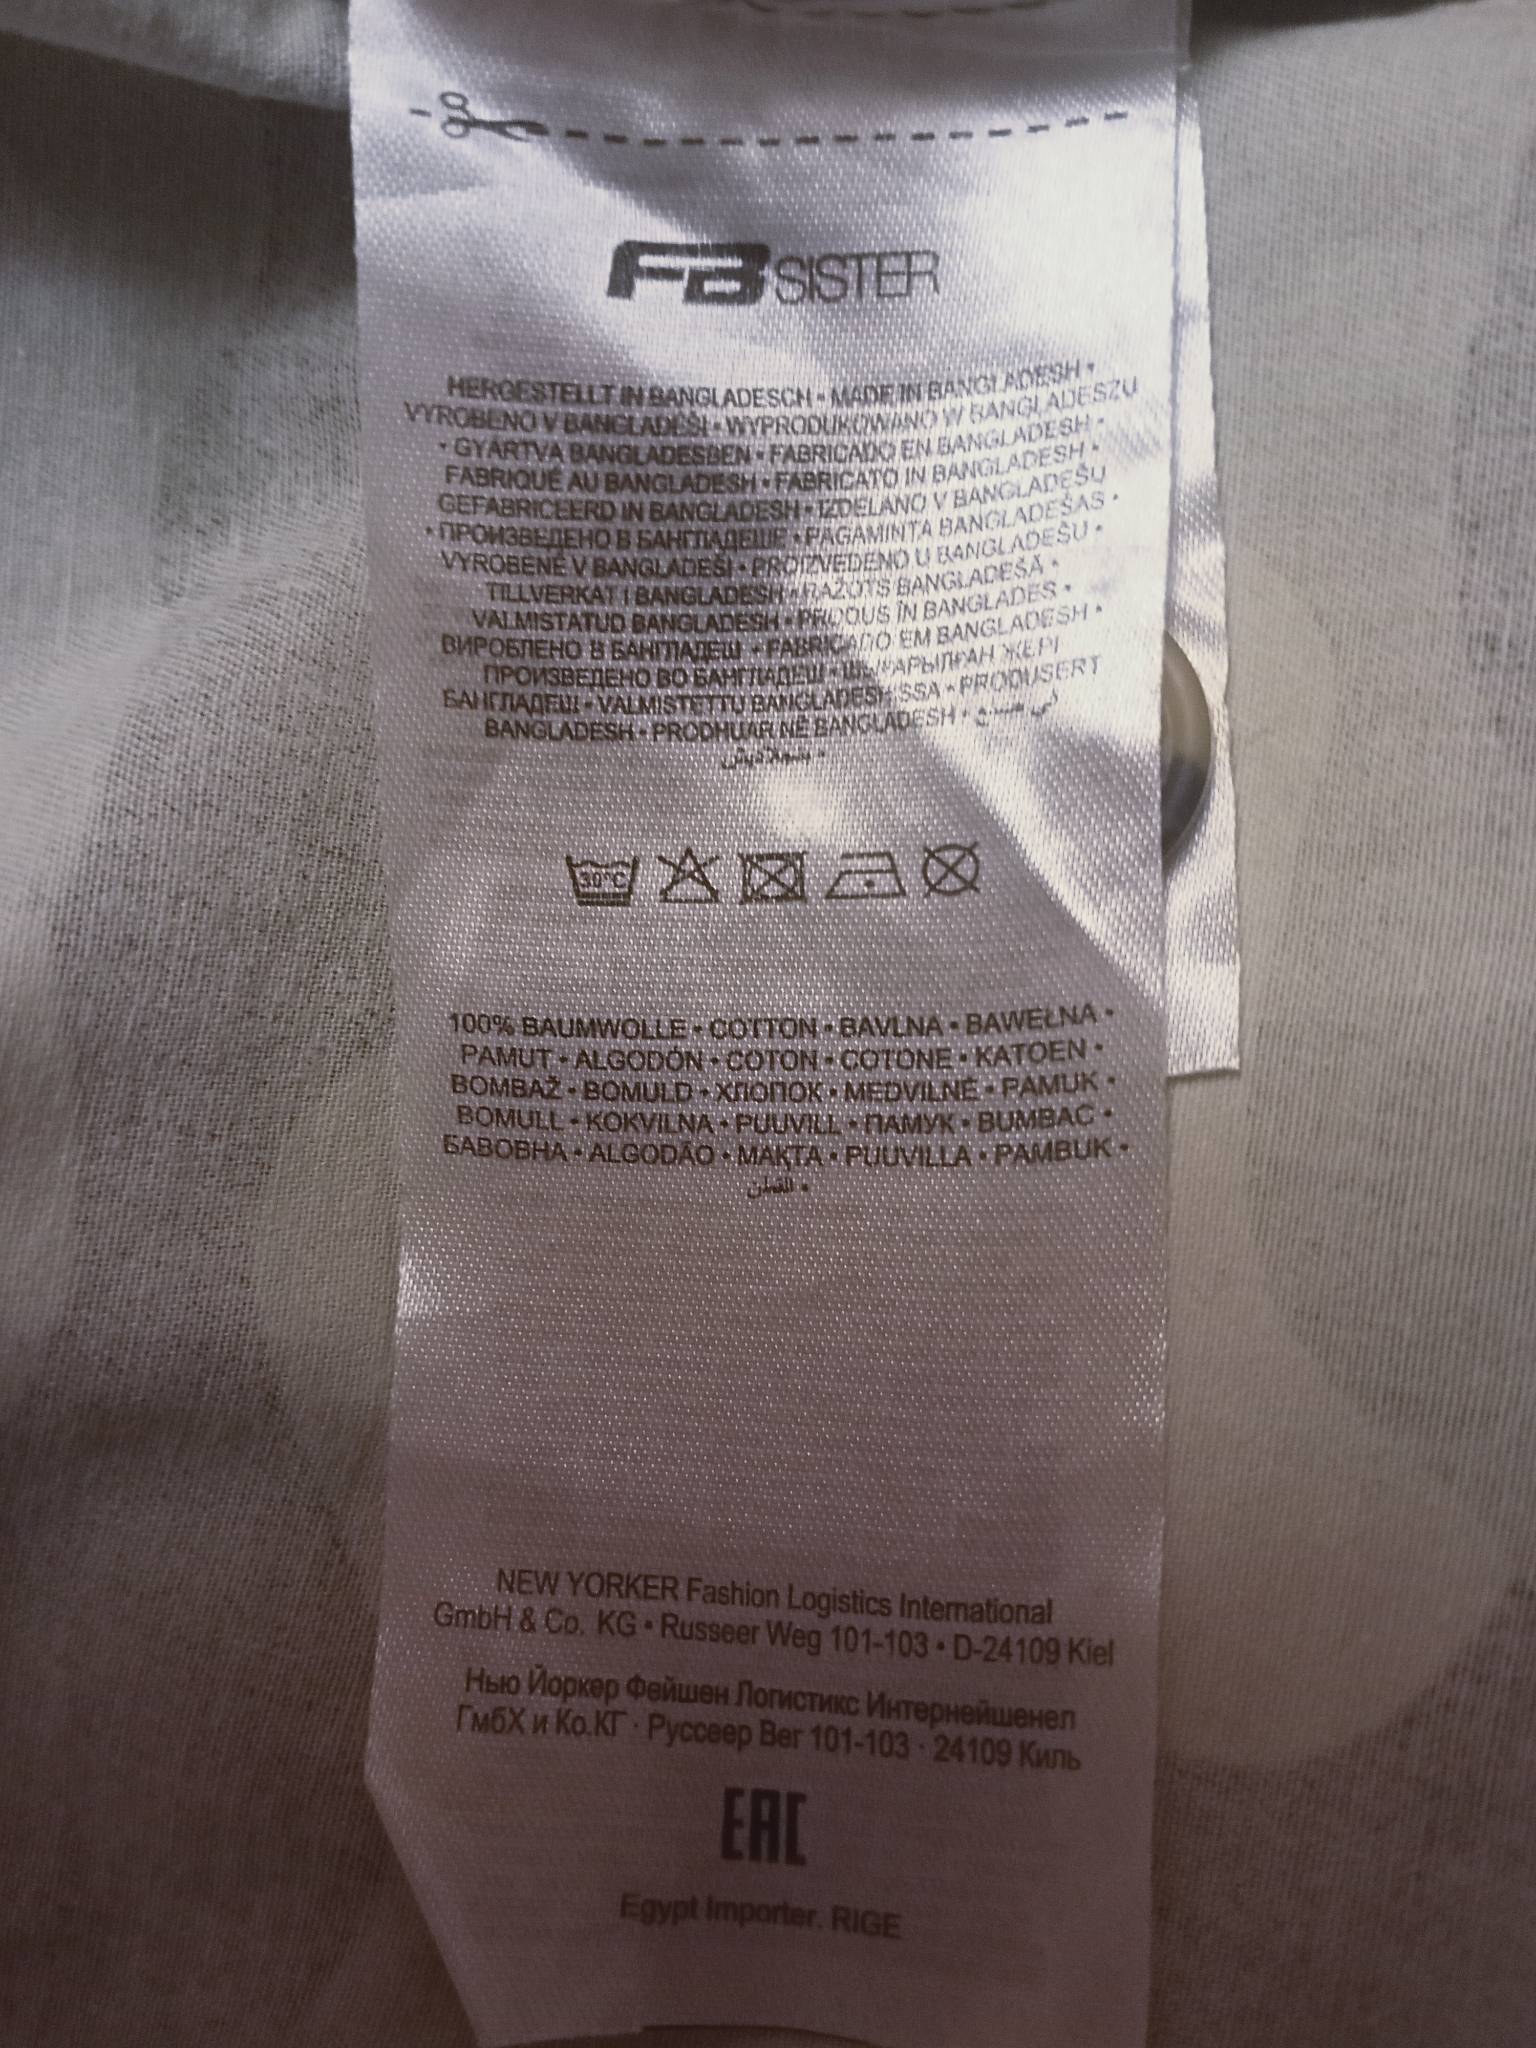 FB SISTER
HERGESTELLT IN BANGLADESCH • MADE IN BANGLADESH •
VYROBENO V BANGLADÉŠI • WYPRODUKOWANO W BANGLADESZU
• GYÁRTVA BANGLADESBEN • FABRICADO EN BANGLADESH •
FABRIQUÉ AU BANGLADESH • FABRICATO IN BANGLADESH •
GEFABRICEERD IN BANGLADESH • IZDELANO V BANGLADEŠU
• ПРОИЗВЕДЕНО В БАНГЛАДЕШЕ • PAGAMINTA BANGLADEŠAS •
VYROBENÉ V BANGLADÉŠI • PROIZVEDENO U BANGLADEŠU •
TILLVERKAT I BANGLADESH • RAŽOTS BANGLADEŠĀ •
VALMISTATUD BANGLADESH • PRODUS ÎN BANGLADES •
ВИРОБЛЕНО В БАНГЛАДЕШ • FABRICADO EM BANGLADESH •
ПРОИЗВЕДЕНО ВО БАНГЛАДЕШ • ШЫҒАРЫЛҒАН ЖЕРІ
БАНГЛАДЕШ • VALMISTETTU BANGLADESHISSA • PRODUSERT
BANGLADESH • PRODHUAR NË BANGLADESH • في
30°C
100% BAUMWOLLE • COTTON • BAVLNA • BAWEŁNA •
PAMUT • ALGODÓN • COTON • COTONE • KATOEN •
BOMBAŽ • BOMULD • ХЛОПОК • MEDVILNĖ • PAMUK •
BOMULL • KOKVILNA • PUUVILL • ПАМУК • BUMBAC •
БАВОВНА • ALGODÃO • МАҚТА • PUUVILLA • PAMBUK •
القطن •
NEW YORKER Fashion Logistics International
GmbH & Co. KG • Russeer Weg 101-103 • D-24109 Kiel
Нью Йоркер Фейшен Логистикс Интернейшенел
ГмбХ и Ко.КГ · Руссеер Вег 101-103 · 24109 Киль
EAC
Egypt Importer. RIGE